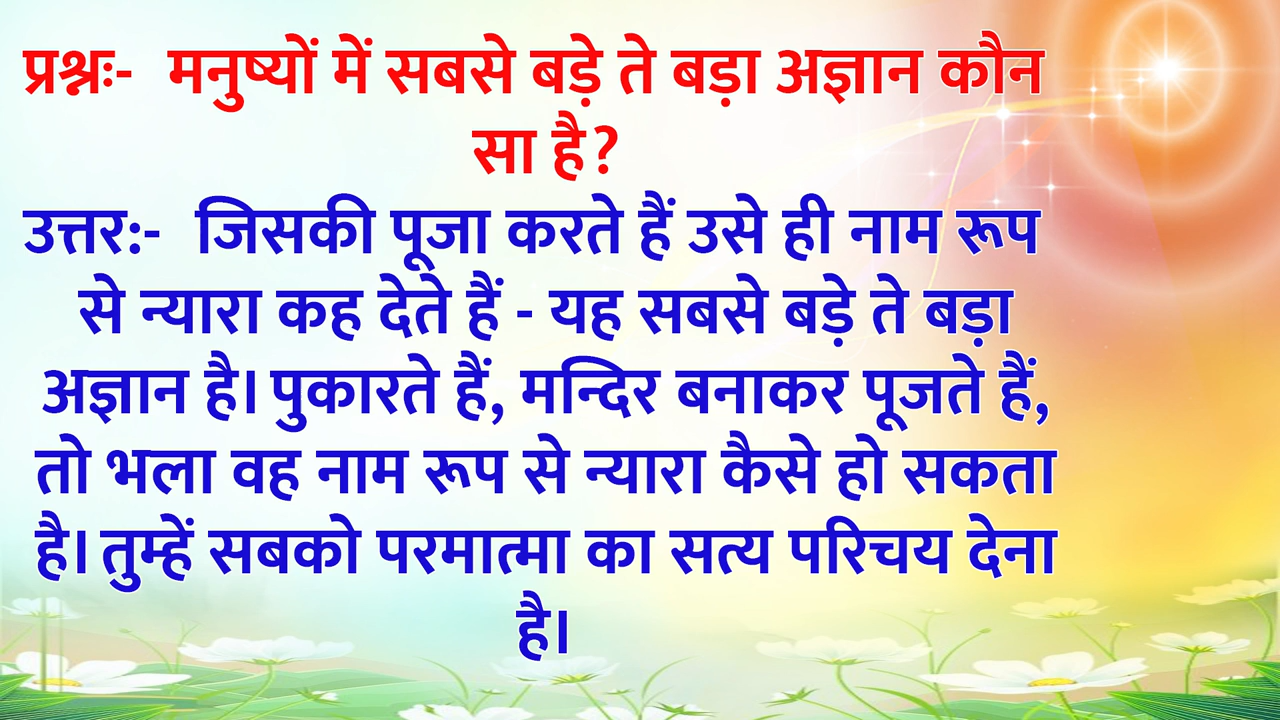 प्रश्नः- मनुष्यों में सबसे बड़े ते बड़ा अज्ञान कौन
सा है?
उत्तर:- जिसकी पूजा करते हैं उसे ही नाम रूप
से न्यारा कह देते हैं - यह सबसे बड़े ते बड़ा
अज्ञान है। पुकारते हैं, मन्दिर बनाकर पूजते हैं,
तो भला वह नाम रूप से न्यारा कैसे हो सकता
है। तुम्हें सबको परमात्मा का सत्य परिचय देना
है।